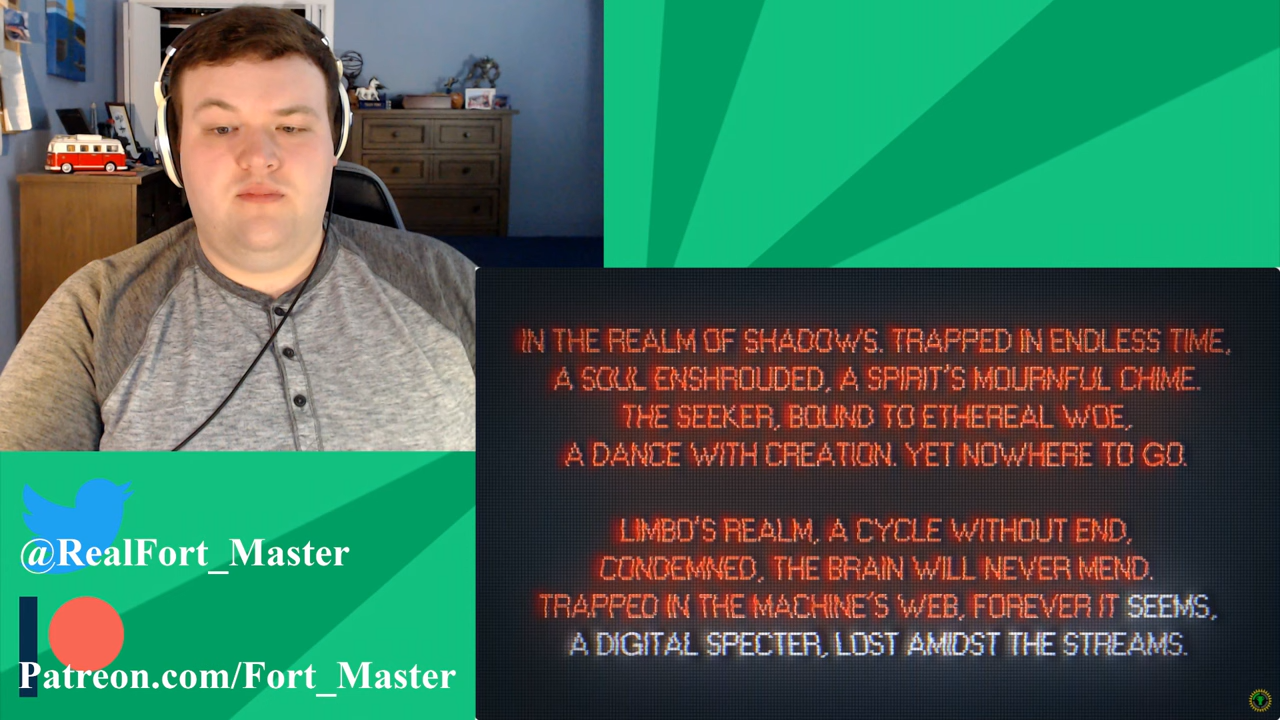 IN THE REALM OF SHADOWS. TRAPPED IN ENDLESS TIME,
A SOUL ENSHROUDED, A SPIRIT'S MOURNFUL CHIME.
THE SEEKER, BOUND TO ETHEREAL WOE,
A DANCE WITH CREATION. YET NOWHERE TO GO.
LIMBO'S REALM, A CYCLE WITHOUT END,
CONDEMNED, THE BRAIN WILL NEVER MEND.
TRAPPED IN THE MACHINE'S WEB, FOREVER IT SEEMS,
A DIGITAL SPECTER, LOST AMIDST THE STREAMS.
@RealFort_Master
Patreon.com/Fort_Master